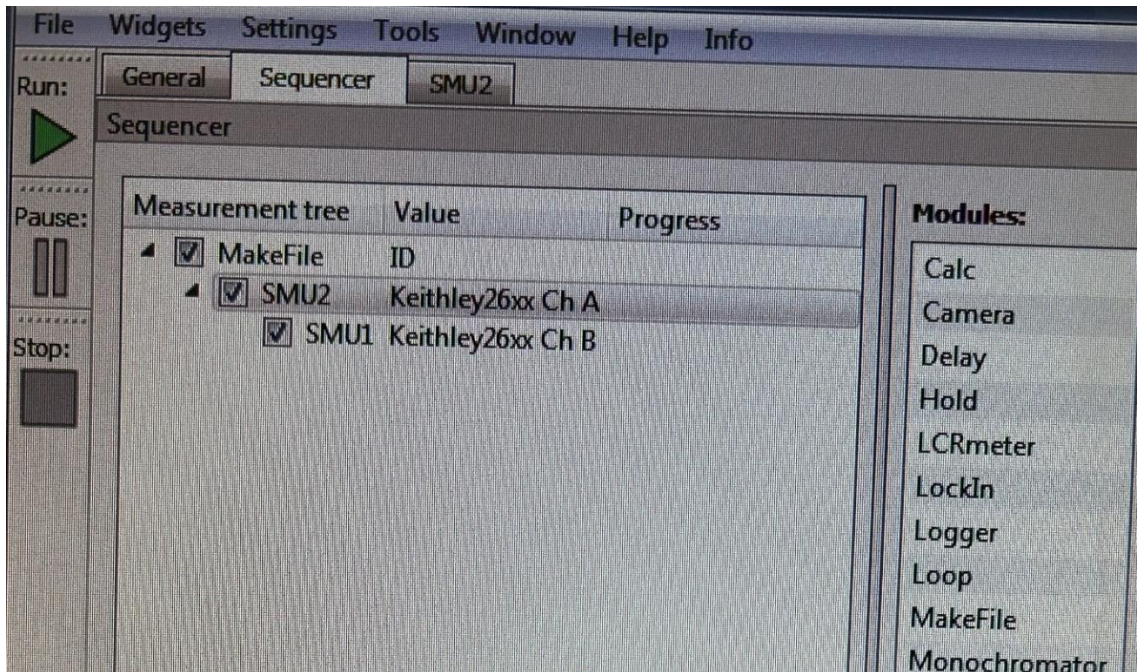 File Widgets Settings Tools Window Help Info
General Sequencer SMU2
Run:
Sequencer
Pause:
Stop:
Measurement tree Value Progress
MakeFile ID
SMU2 Keithley26xx Ch A
SMU1 Keithley26xx Ch B
Modules:
Calc
Camera
Delay
Hold
LCRmeter
LockIn
Logger
Loop
MakeFile
Monochromator